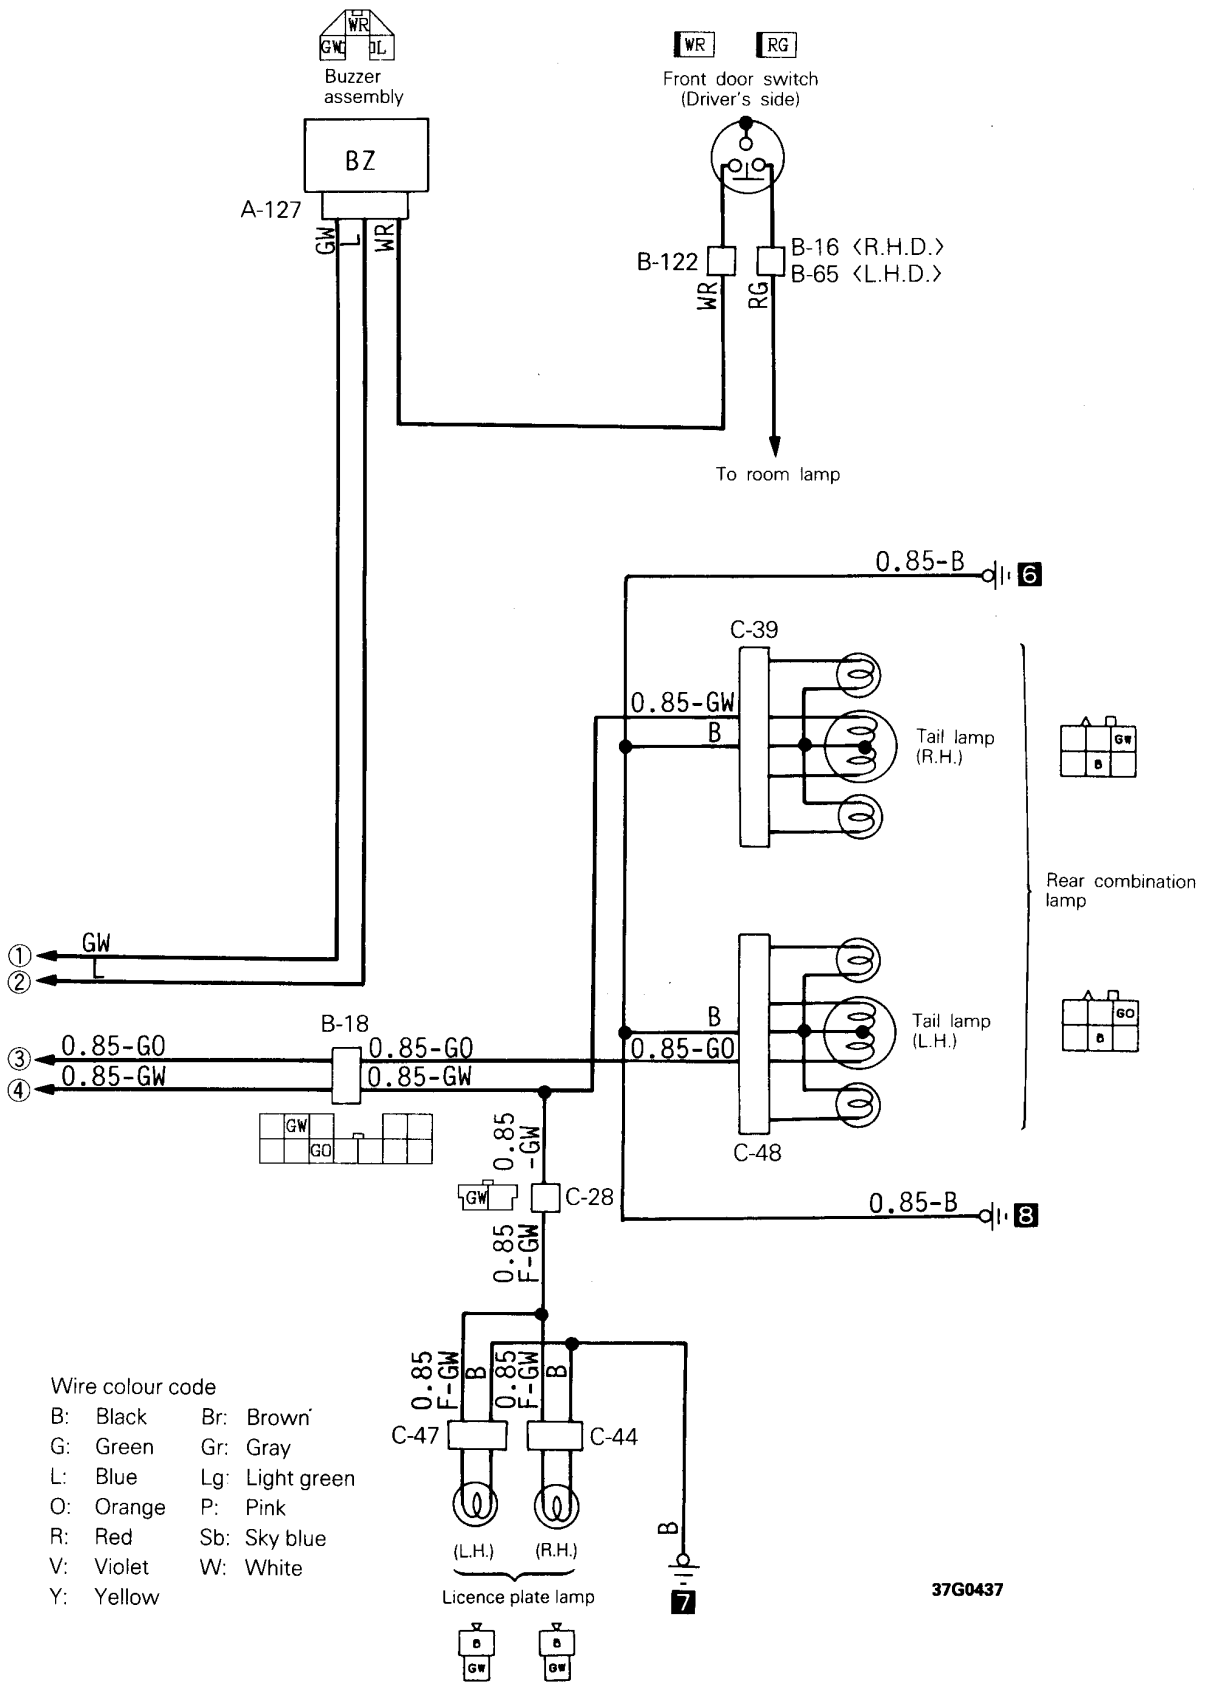 WR
GW L
Buzzer
assembly
BZ
A-127
GW
L
WR
WR RG
Front door switch
(Driver's side)
B-122
B-16 〈R.H.D.〉
B-65 〈L.H.D.〉
WR
RG
To room lamp
0.85-B
6
C-39
0.85-GW
B
Tail lamp
(R.H.)
GW
B
Rear combination
lamp
① GW
② L
B-18
③ 0.85-GO 0.85-GO
④ 0.85-GW 0.85-GW
B
0.85-GO
Tail lamp
(L.H.)
GO
B
C-48
GW
GO
0.85
-GW
GW
C-28
0.85-B
8
0.85
F-GW
0.85
F-GW
B
0.85
F-GW
B
C-47
C-44
(L.H.) (R.H.)
Licence plate lamp
B
GW
B
GW
B
7
Wire colour code
B: Black Br: Brown
G: Green Gr: Gray
L: Blue Lg: Light green
O: Orange P: Pink
R: Red Sb: Sky blue
V: Violet W: White
Y: Yellow
37G0437